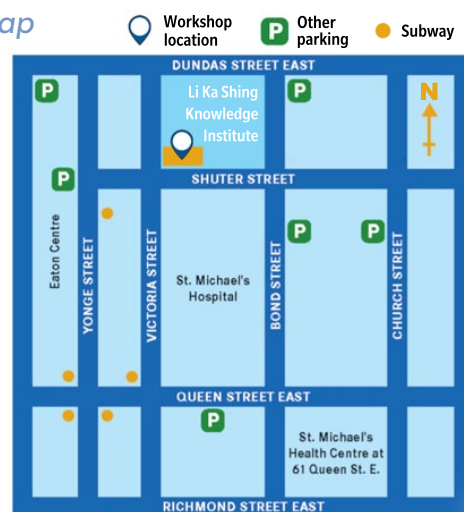 ap
Workshop
location
P
Other
parking
Subway
DUNDAS STREET EAST
P
Li Ka Shing
Knowledge
Institute
P
N
P
SHUTER STREET
Eaton Centre
YONGE STREET
VICTORIA STREET
St. Michael's
Hospital
BOND STREET
P
P
CHURCH STREET
QUEEN STREET EAST
P
St. Michael's
Health Centre at
61 Queen St. E.
RICHMOND STREET EAST